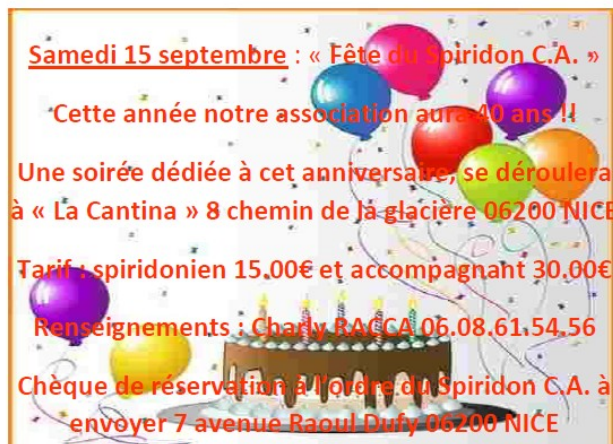 Samedi 15 septembre : « Fête du Spiridon C.A. »
Cette année notre association aura 40 ans !!
Une soirée dédiée à cet anniversaire, se déroulera
à « La Cantina » 8 chemin de la glacière 06200 NICE
Tarif : spiridonien 15.00€ et accompagnant 30.00€
Renseignements : Charly RACCA 06.08.61.54.56
Chèque de réservation à l'ordre du Spiridon C.A. à
envoyer 7 avenue Raoul Dufy 06200 NICE